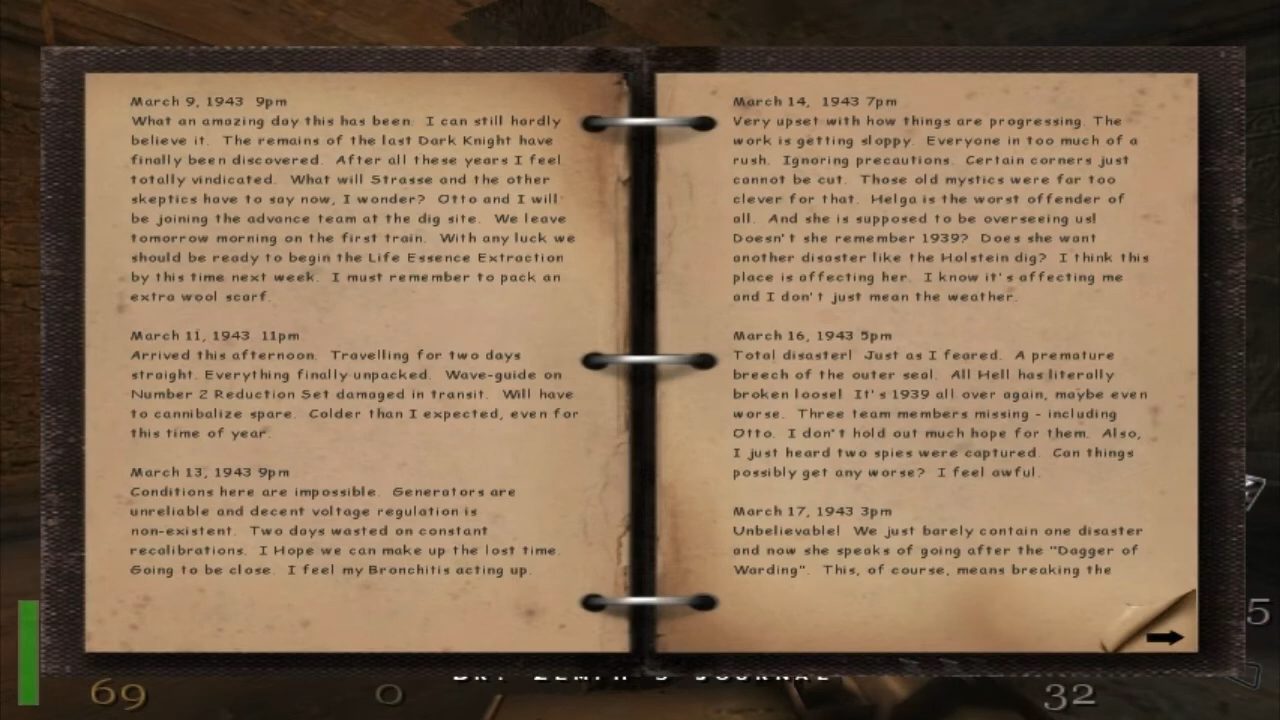 March 9, 1943 9pm
What an amazing day this has been. I can still hardly
believe it. The remains of the last Dark Knight have
finally been discovered. After all these years I feel
totally vindicated. What will Strasse and the other
skeptics have to say now, I wonder? Otto and I will
be joining the advance team at the dig site. We leave
tomorrow morning on the first train. With any luck we
should be ready to begin the Life Essence Extraction
by this time next week. I must remember to pack an
extra wool scarf.
March 11, 1943 11pm
Arrived this afternoon. Travelling for two days
straight. Everything finally unpacked. Wave-guide on
Number 2 Reduction Set damaged in transit. Will have
to cannibalize spare. Colder than I expected, even for
this time of year.
March 13, 1943 9pm
Conditions here are impossible. Generators are
unreliable and decent voltage regulation is
non-existent. Two days wasted on constant
recalibrations. I Hope we can make up the lost time.
Going to be close. I feel my Bronchitis acting up.
March 14, 1943 7pm
Very upset with how things are progressing. The
work is getting sloppy. Everyone in too much of a
rush. Ignoring precautions. Certain corners just
cannot be cut. Those old mystics were far too
clever for that. Helga is the worst offender of
all. And she is supposed to be overseeing us!
Doesn't she remember 1939? Does she want
another disaster like the Holstein dig? I think this
place is affecting her. I know it's affecting me
and I don't just mean the weather.
March 16, 1943 5pm
Total disaster! Just as I feared. A premature
breech of the outer seal. All Hell has literally
broken loose! It's 1939 all over again, maybe even
worse. Three team members missing - including
Otto. I don't hold out much hope for them. Also,
I just heard two spies were captured. Can things
possibly get any worse? I feel awful.
March 17, 1943 3pm
Unbelievable! We just barely contain one disaster
and now she speaks of going after the "Dagger of
Warding". This, of course, means breaking the
5
69 0 32